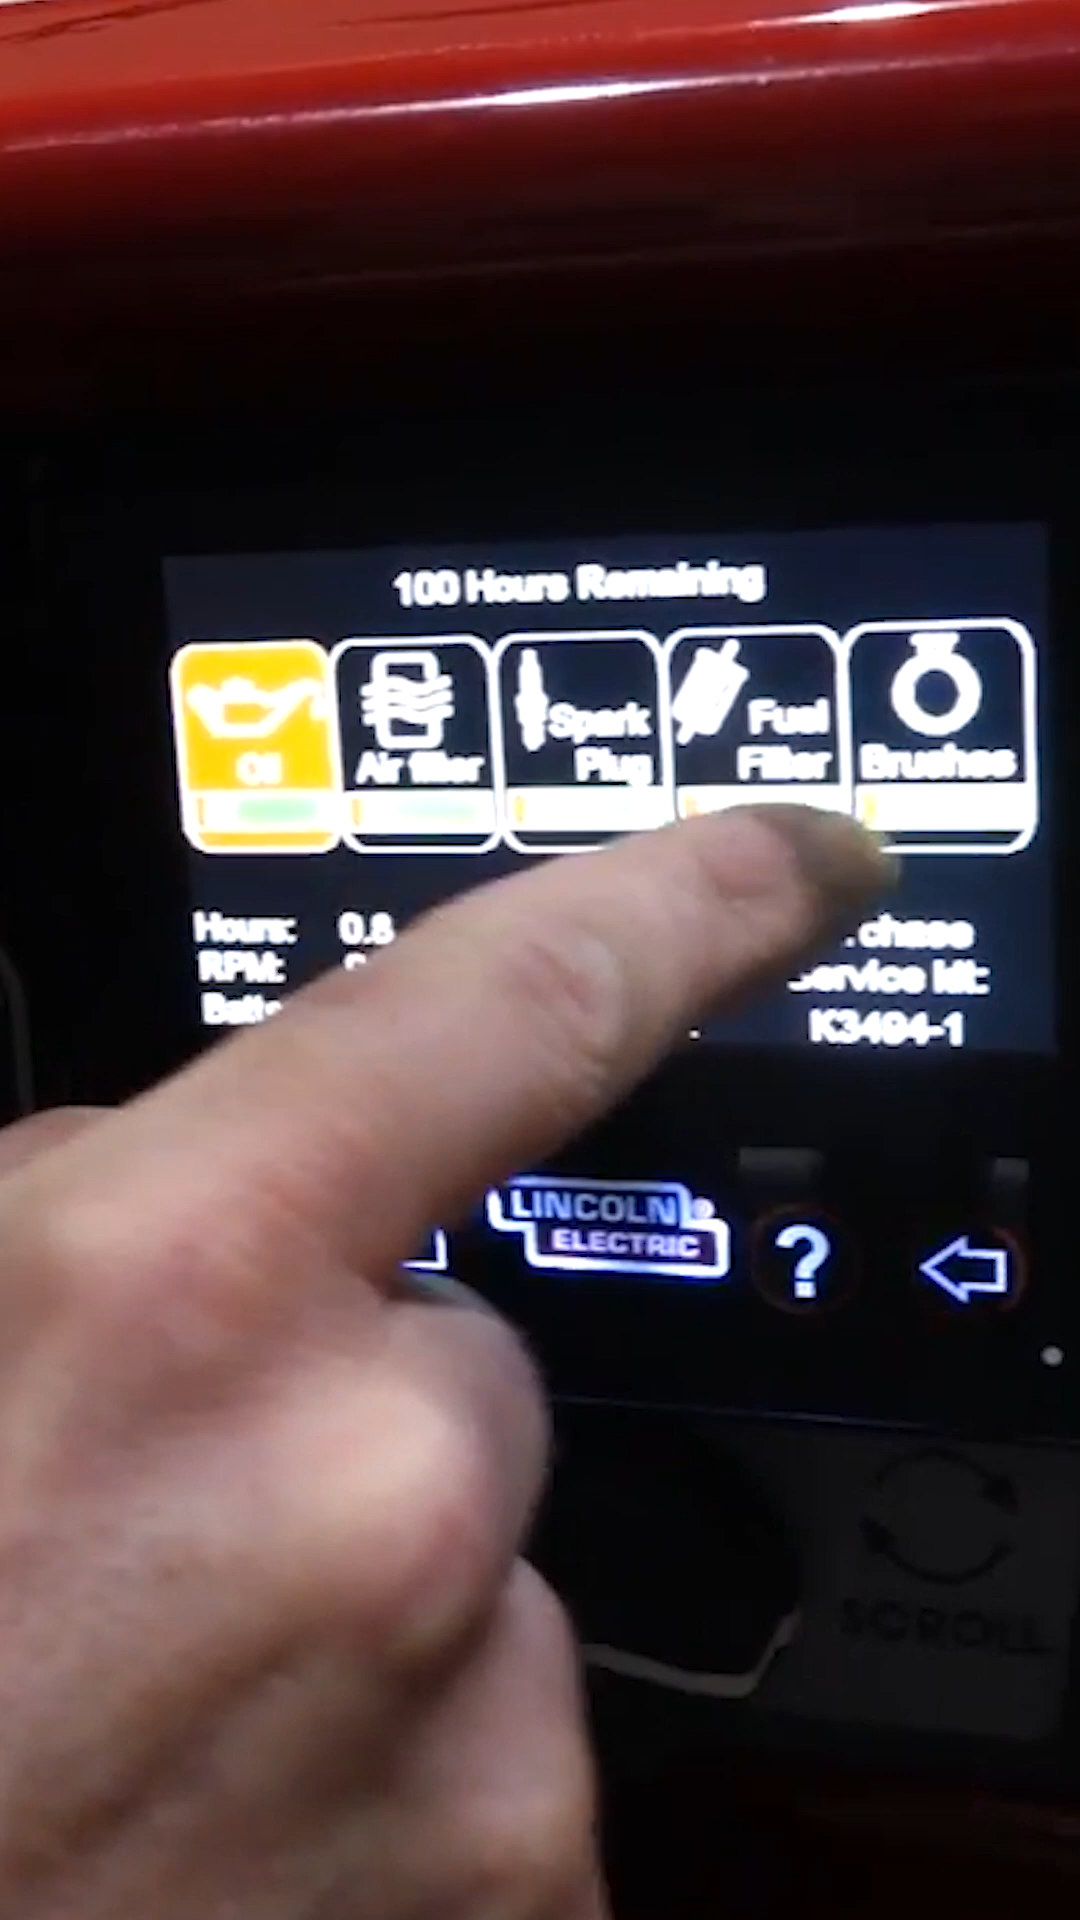 100 Hours Remaining
Oil
Air filter
Spark
Plug
Fuel
Filter
Brushes
Hours: 0.8
RPM:
chase
Service kit:
K3494-1
LINCOLN®
ELECTRIC
?
SCROLL